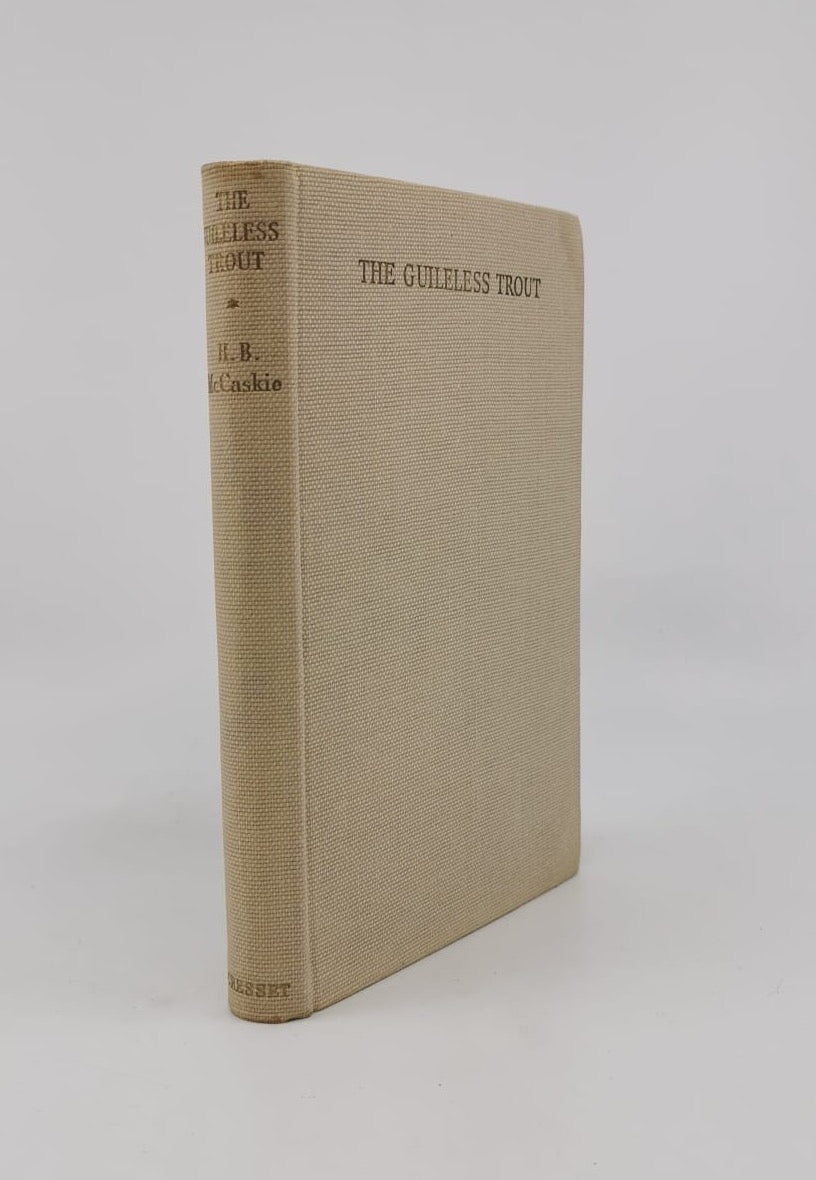 THE
GUILELESS
TROUT
H. B.
McCaskie
CRESSET
THE GUILELESS TROUT